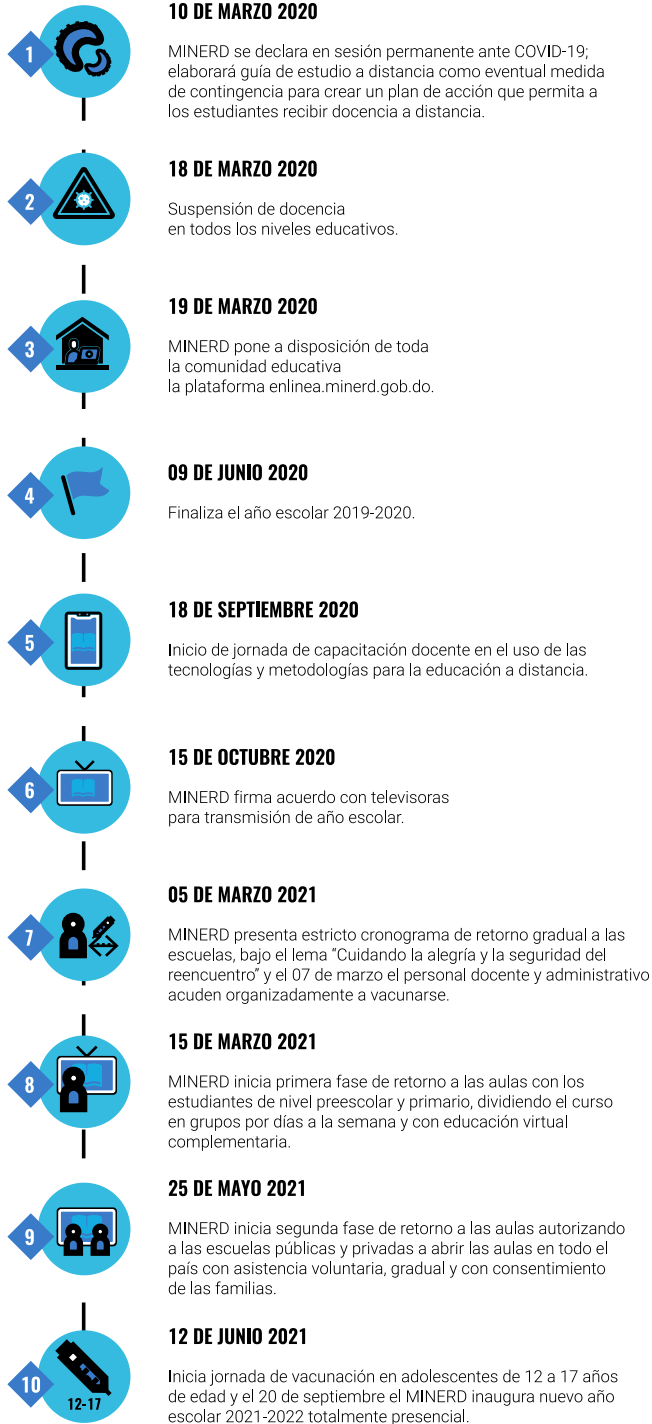 10 DE MARZO 2020
1
MINERD se declara en sesión permanente ante COVID-19;
elaborará guía de estudio a distancia como eventual medida
de contingencia para crear un plan de acción que permita a
los estudiantes recibir docencia a distancia.
18 DE MARZO 2020
2
Suspensión de docencia
en todos los niveles educativos.
19 DE MARZO 2020
3
MINERD pone a disposición de toda
la comunidad educativa
la plataforma enlinea.minerd.gob.do.
09 DE JUNIO 2020
4
Finaliza el año escolar 2019-2020.
18 DE SEPTIEMBRE 2020
5
Inicio de jornada de capacitación docente en el uso de las
tecnologías y metodologías para la educación a distancia.
15 DE OCTUBRE 2020
6
MINERD firma acuerdo con televisoras
para transmisión de año escolar.
05 DE MARZO 2021
7
MINERD presenta estricto cronograma de retorno gradual a las
escuelas, bajo el lema “Cuidando la alegría y la seguridad del
reencuentro” y el 07 de marzo el personal docente y administrativo
acuden organizadamente a vacunarse.
15 DE MARZO 2021
8
MINERD inicia primera fase de retorno a las aulas con los
estudiantes de nivel preescolar y primario, dividiendo el curso
en grupos por días a la semana y con educación virtual
complementaria.
25 DE MAYO 2021
9
MINERD inicia segunda fase de retorno a las aulas autorizando
a las escuelas públicas y privadas a abrir las aulas en todo el
país con asistencia voluntaria, gradual y con consentimiento
de las familias.
12 DE JUNIO 2021
10
12-17
Inicia jornada de vacunación en adolescentes de 12 a 17 años
de edad y el 20 de septiembre el MINERD inaugura nuevo año
escolar 2021-2022 totalmente presencial.